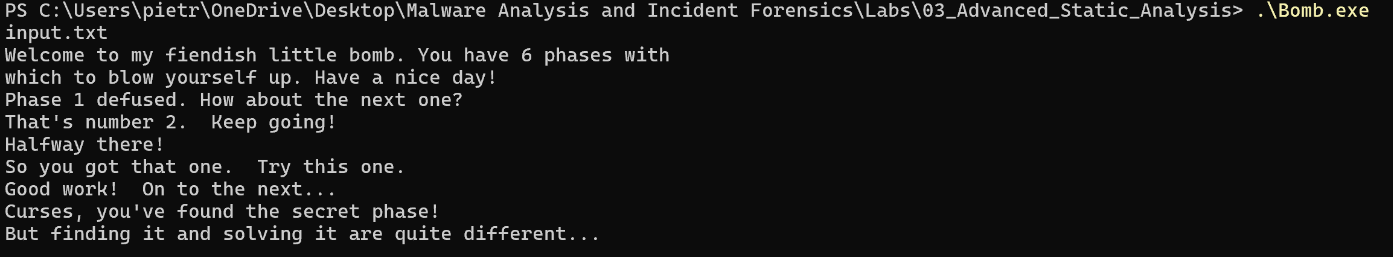 PS C:\Users\pietr\OneDrive\Desktop\Malware Analysis and Incident Forensics\Labs\03_Advanced_Static_Analysis> .\Bomb.exe
input.txt
Welcome to my fiendish little bomb. You have 6 phases with
which to blow yourself up. Have a nice day!
Phase 1 defused. How about the next one?
That's number 2.  Keep going!
Halfway there!
So you got that one.  Try this one.
Good work!  On to the next...
Curses, you've found the secret phase!
But finding it and solving it are quite different...